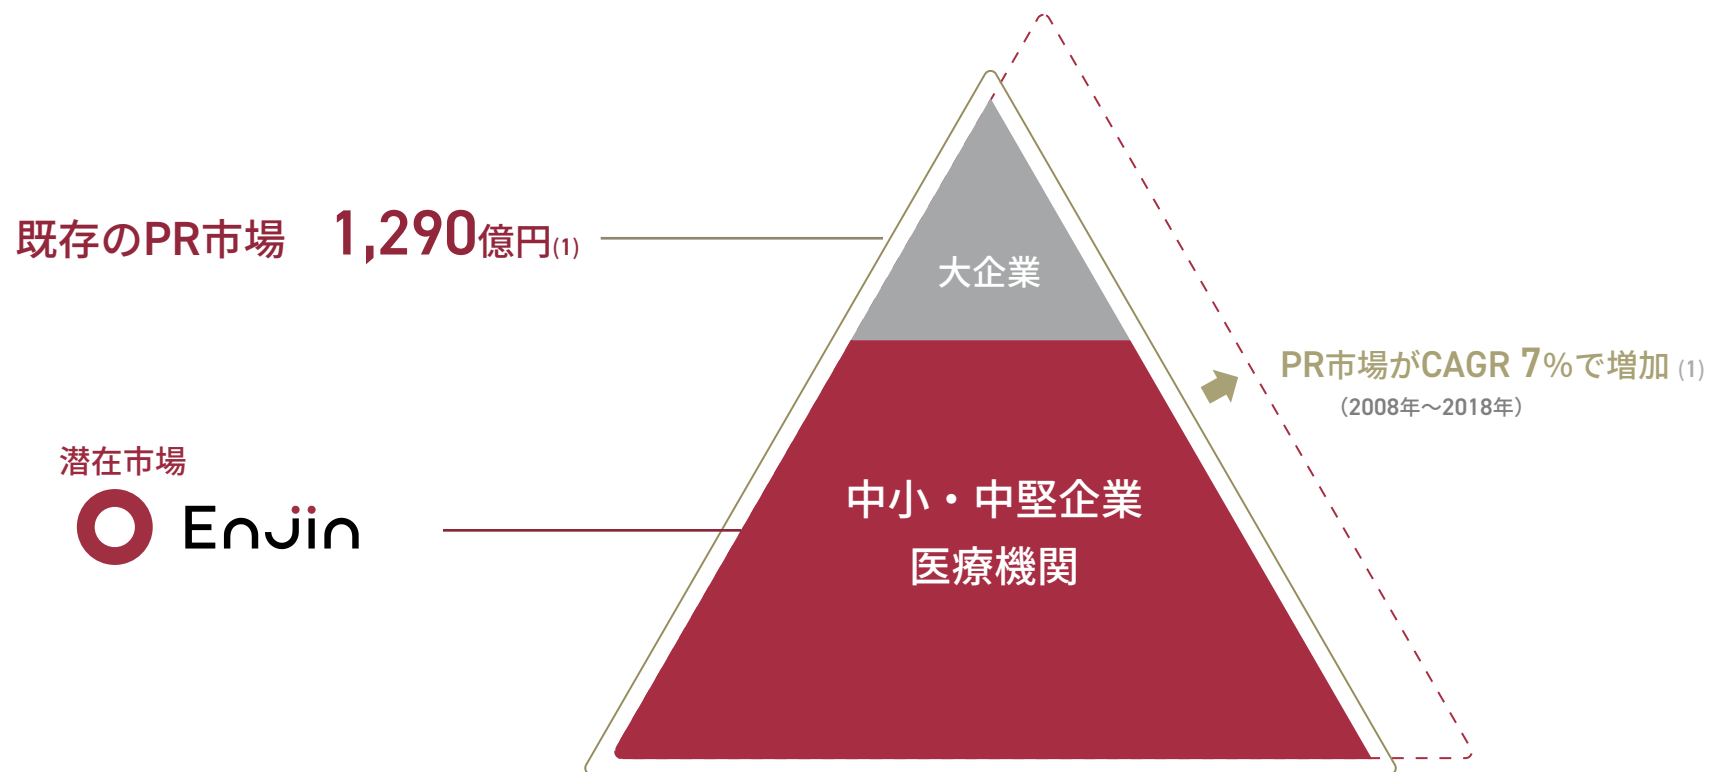 既存のPR市場 1,290億円(1)
大企業
PR市場がCAGR 7%で増加 (1)
（2008年～2018年）
潜在市場
Enjin
中小・中堅企業
医療機関